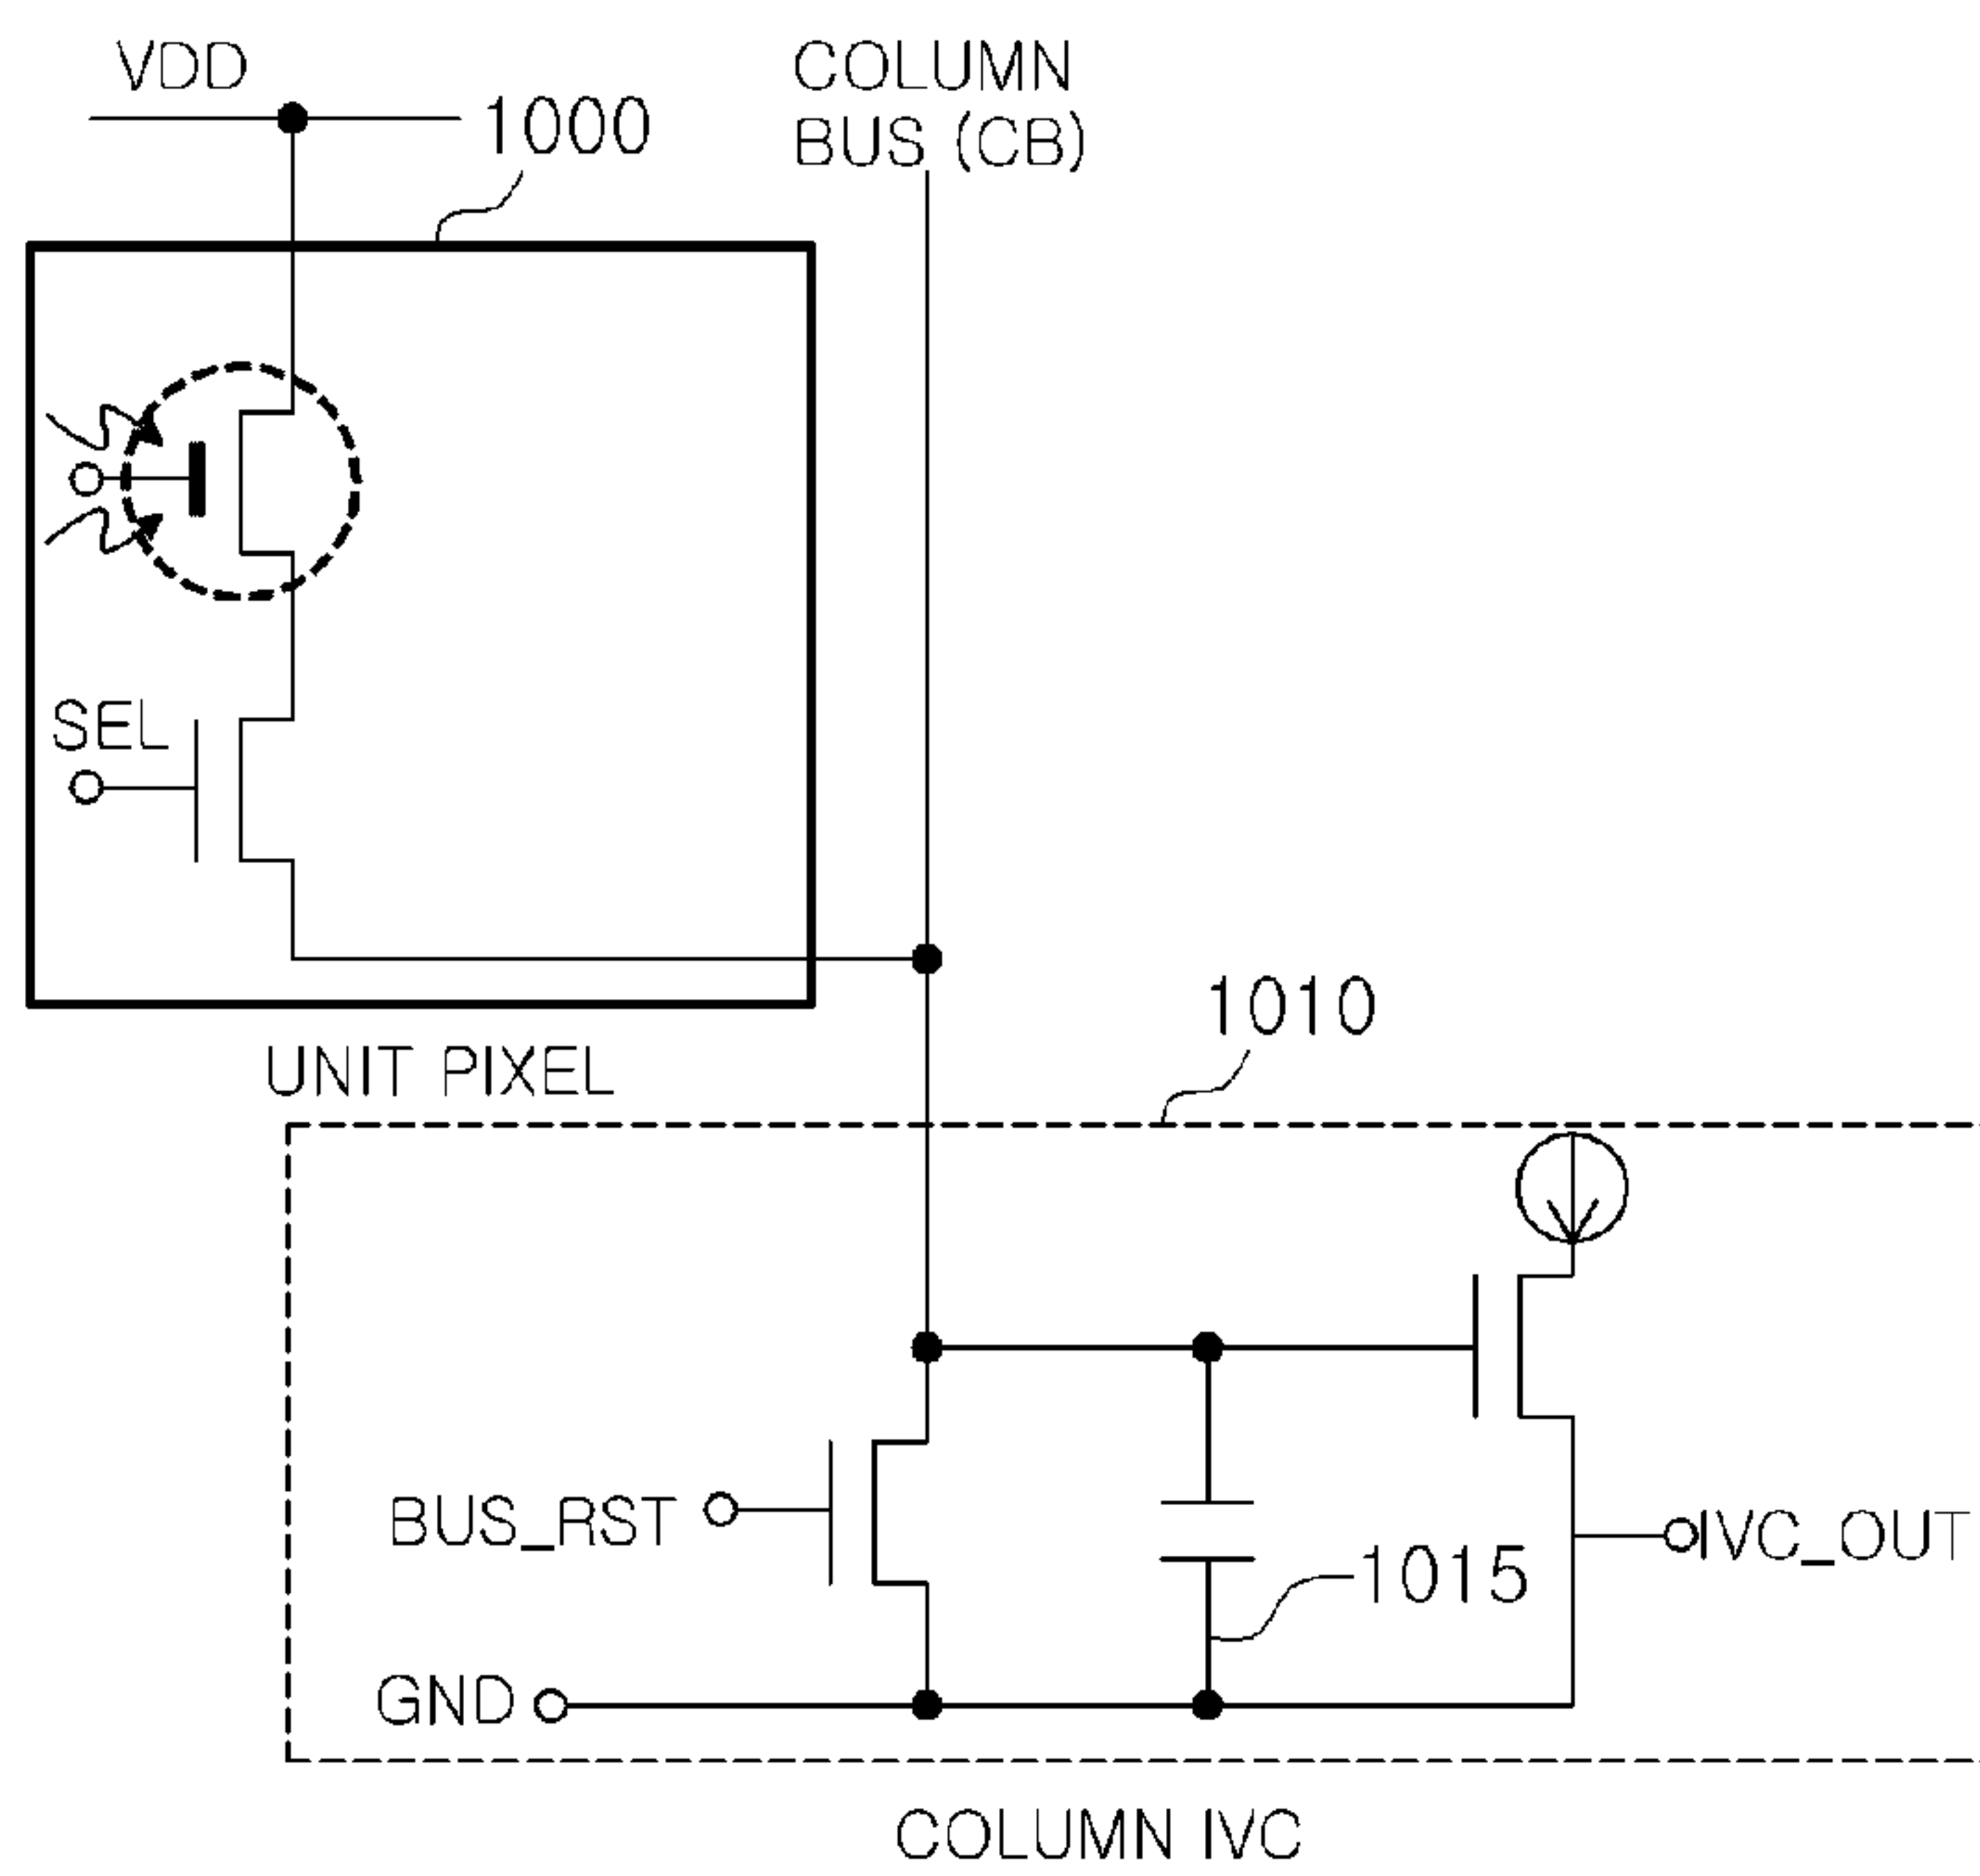 VDD
1000
COLUMN
BUS (CB)
SEL
UNIT PIXEL
1010
BUS_RST
IVC_OUT
1015
GND
COLUMN IVC